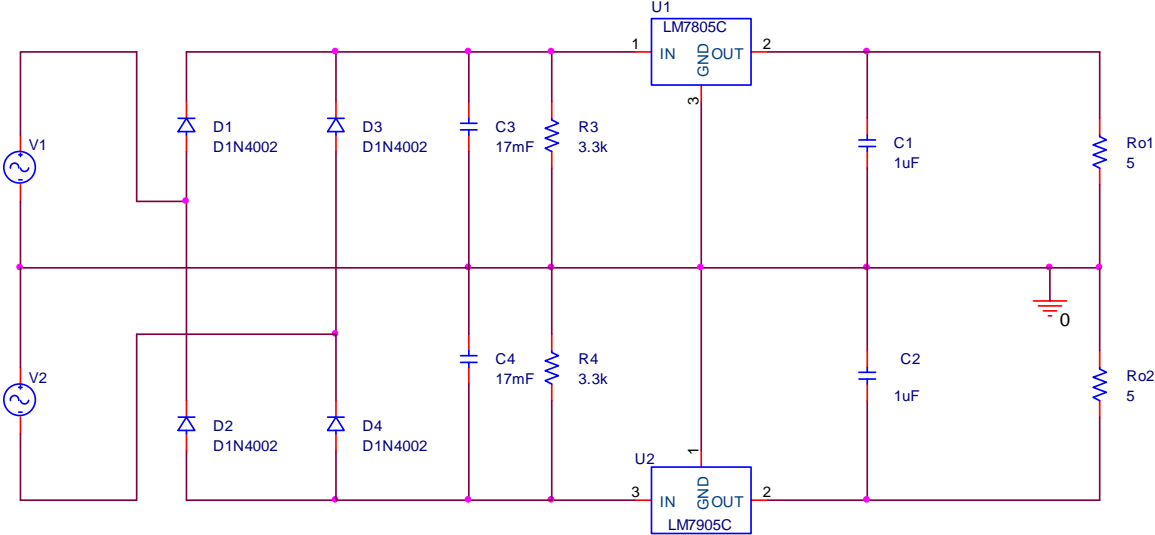 U1
LM7805C
1
IN
GND
OUT
2
3
V1
D1
D1N4002
D3
D1N4002
C3
17mF
R3
3.3k
C1
1uF
Ro1
5
0
V2
D2
D1N4002
D4
D1N4002
C4
17mF
R4
3.3k
C2
1uF
Ro2
5
U2
1
3
IN
GND
OUT
2
LM7905C